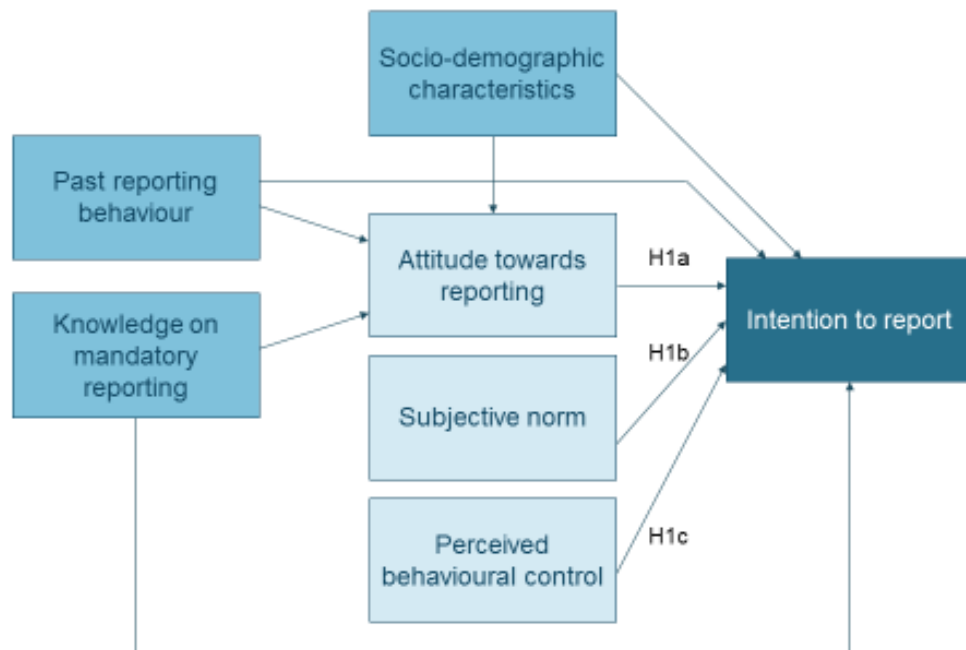 Socio-demographic
characteristics
Past reporting
behaviour
Attitude towards
reporting
H1a
Intention to report
Knowledge on
mandatory
reporting
H1b
Subjective norm
H1c
Perceived
behavioural control